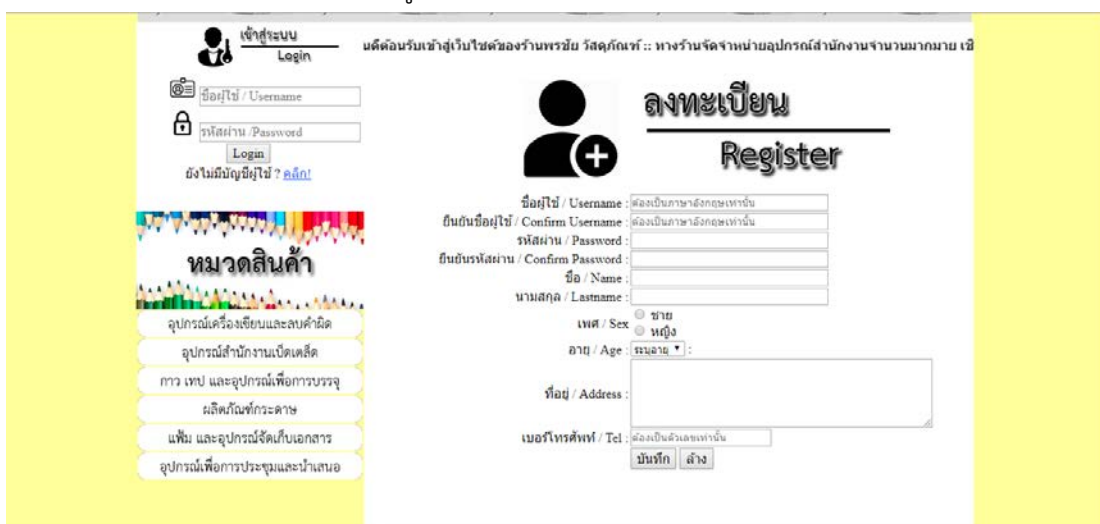 เข้าสู่ระบบ
Login
นดีต้อนรับเข้าสู่เว็บไซต์ของร้านพรชัย วัสดุภัณฑ์ :: ทางร้านจัดจำหน่ายอุปกรณ์สำนักงานจำนวนมากมาย เชิ
ชื่อผู้ใช้ / Username
รหัสผ่าน /Password
Login
ยังไม่มีบัญชีผู้ใช้ ? คลิก!
หมวดสินค้า
อุปกรณ์เครื่องเขียนและลบคำผิด
อุปกรณ์สำนักงานเบ็ดเตล็ด
กาว เทป และอุปกรณ์เพื่อการบรรจุ
ผลิตภัณฑ์กระดาษ
แฟ้ม และอุปกรณ์จัดเก็บเอกสาร
อุปกรณ์เพื่อการประชุมและนำเสนอ
ลงทะเบียน
Register
ชื่อผู้ใช้ / Username : ต้องเป็นภาษาอังกฤษเท่านั้น
ยืนยันชื่อผู้ใช้ / Confirm Username : ต้องเป็นภาษาอังกฤษเท่านั้น
รหัสผ่าน / Password :
ยืนยันรหัสผ่าน / Confirm Password :
ชื่อ / Name :
นามสกุล / Lastname :
เพศ / Sex ชาย
หญิง
อายุ / Age : ระบุอายุ :
ที่อยู่ / Address :
เบอร์โทรศัพท์ / Tel : ต้องเป็นตัวเลขเท่านั้น
บันทึก ล้าง